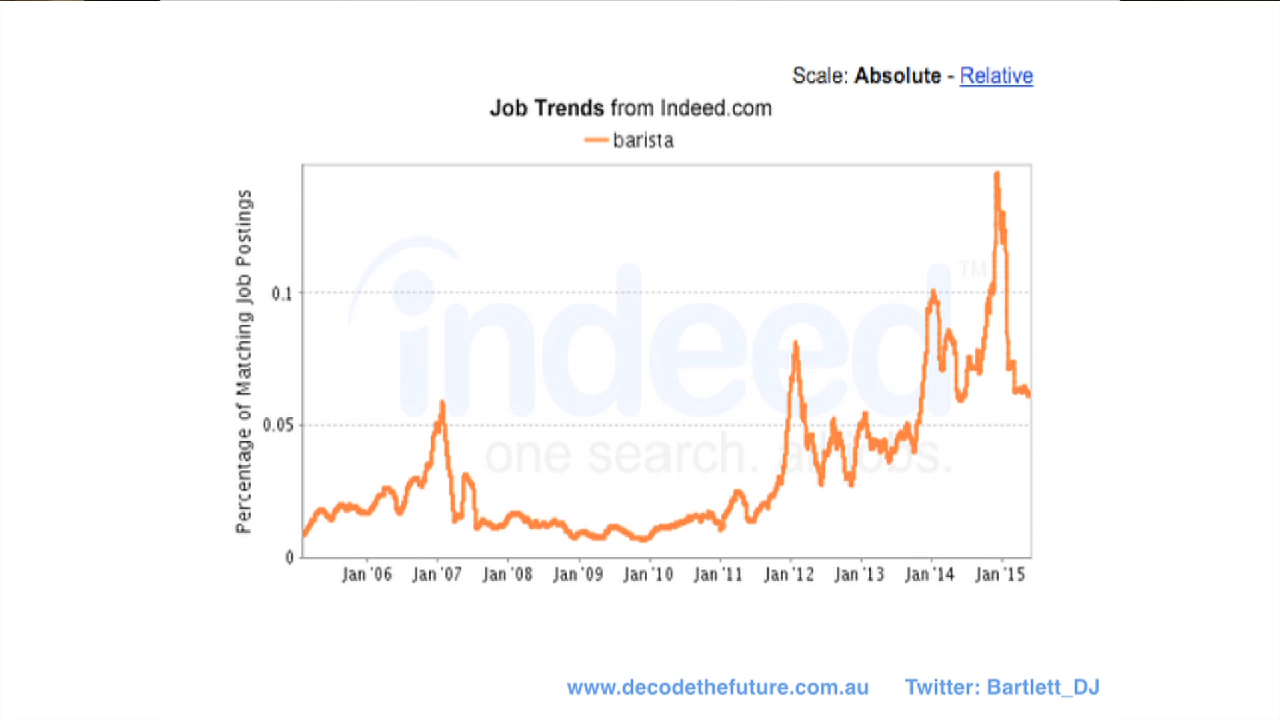 Scale: Absolute - Relative
Job Trends from Indeed.com
barista
Percentage of Matching Job Postings
0.1
0.05
0
indeed™
one search. all jobs.
Jan '06 Jan '07 Jan '08 Jan '09 Jan '10 Jan '11 Jan '12 Jan '13 Jan '14 Jan '15
www.decodethefuture.com.au Twitter: Bartlett_DJ